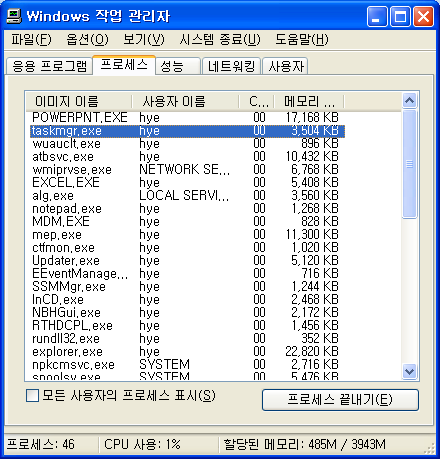 Windows 작업 관리자
파일(F) 옵션(O) 보기(V) 시스템 종료(U) 도움말(H)
응용 프로그램 프로세스 성능 네트워킹 사용자
이미지 이름 사용자 이름 C... 메모리 ...
POWERPNT.EXE hye 00 17,168 KB
taskmgr.exe hye 00 3,504 KB
wuauclt.exe hye 00 896 KB
atbsvc.exe hye 00 10,432 KB
wmiprvse.exe NETWORK SE... 00 6,768 KB
EXCEL.EXE hye 00 5,408 KB
alg.exe LOCAL SERVI... 00 3,560 KB
notepad.exe hye 00 1,268 KB
MDM.EXE hye 00 828 KB
mep.exe hye 00 11,300 KB
ctfmon.exe hye 00 1,020 KB
Updater.exe hye 00 5,120 KB
EEventManage... hye 00 716 KB
SSMMgr.exe hye 00 1,244 KB
InCD.exe hye 00 2,468 KB
NBHGui.exe hye 00 2,172 KB
RTHDCPL.exe hye 00 1,456 KB
rundll32.exe hye 00 352 KB
explorer.exe hye 00 22,820 KB
npkcmsvc.exe SYSTEM 00 2,716 KB
spoolsv.exe SYSTEM 00 5,476 KB
모든 사용자의 프로세스 표시(S) 프로세스 끝내기(E)
프로세스: 46 CPU 사용: 1% 할당된 메모리: 485M / 3943M